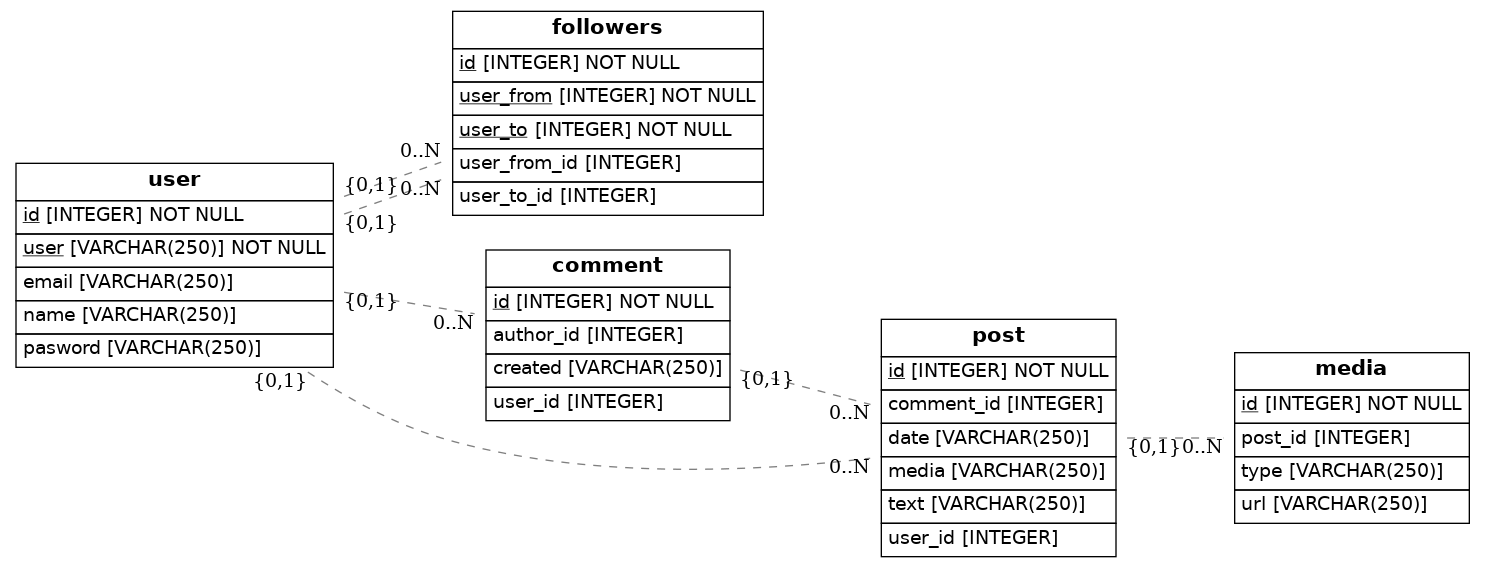 followers
id [INTEGER] NOT NULL
user_from [INTEGER] NOT NULL
user_to [INTEGER] NOT NULL
user_from_id [INTEGER]
user_to_id [INTEGER]
0..N
{0,1}
0..N
{0,1}
user
id [INTEGER] NOT NULL
user [VARCHAR(250)] NOT NULL
email [VARCHAR(250)]
name [VARCHAR(250)]
pasword [VARCHAR(250)]
{0,1}
0..N
{0,1}
0..N
comment
id [INTEGER] NOT NULL
author_id [INTEGER]
created [VARCHAR(250)]
user_id [INTEGER]
{0,1}
0..N
post
id [INTEGER] NOT NULL
comment_id [INTEGER]
date [VARCHAR(250)]
media [VARCHAR(250)]
text [VARCHAR(250)]
user_id [INTEGER]
{0,1}
0..N
media
id [INTEGER] NOT NULL
post_id [INTEGER]
type [VARCHAR(250)]
url [VARCHAR(250)]